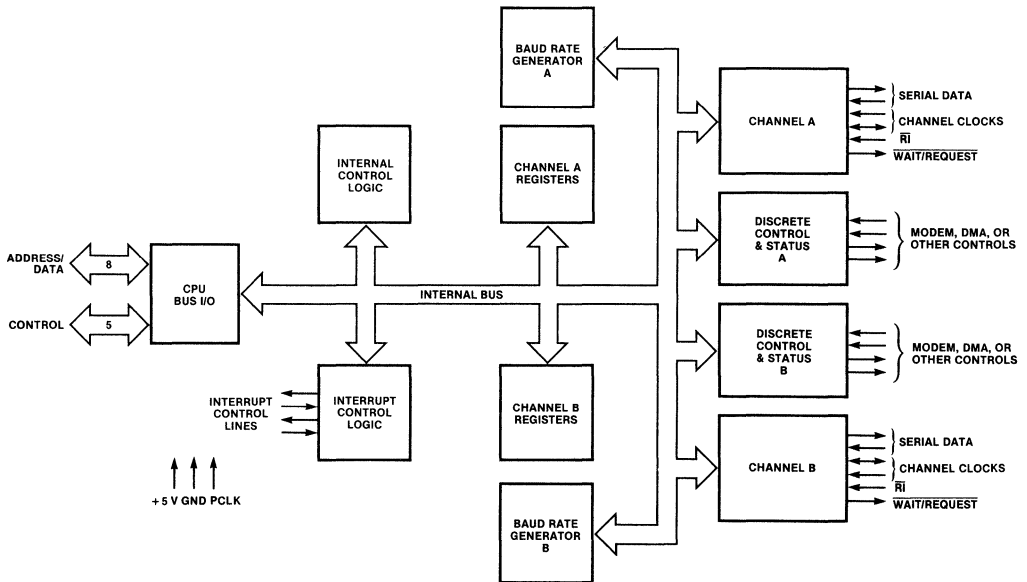 BAUD RATE
GENERATOR
A
CHANNEL A
SERIAL DATA
CHANNEL CLOCKS
RI
WAIT/REQUEST
INTERNAL
CONTROL
LOGIC
CHANNEL A
REGISTERS
DISCRETE
CONTROL
& STATUS
A
MODEM, DMA, OR
OTHER CONTROLS
ADDRESS/
DATA
8
CPU
BUS I/O
INTERNAL BUS
CONTROL
5
DISCRETE
CONTROL
& STATUS
B
MODEM, DMA, OR
OTHER CONTROLS
INTERRUPT
CONTROL
LINES
INTERRUPT
CONTROL
LOGIC
CHANNEL B
REGISTERS
CHANNEL B
SERIAL DATA
CHANNEL CLOCKS
RI
WAIT/REQUEST
+5 V GND PCLK
BAUD RATE
GENERATOR
B